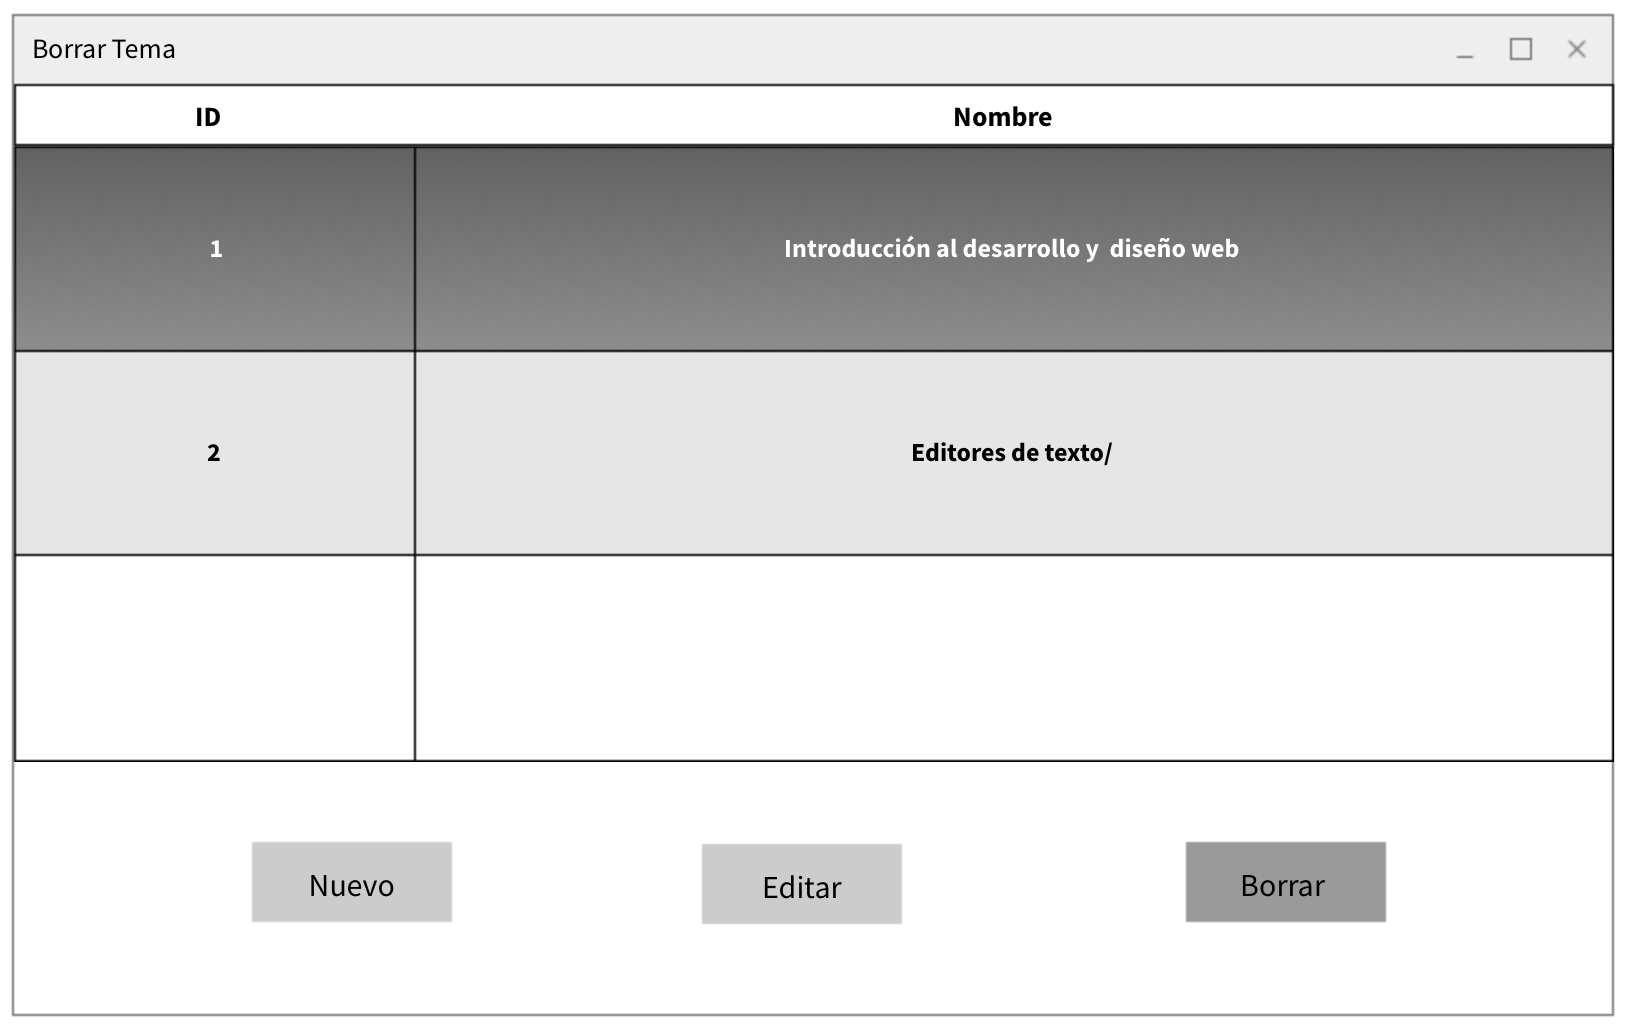 Borrar Tema
ID Nombre
1 Introducción al desarrollo y  diseño web
2 Editores de texto/
Nuevo Editar Borrar